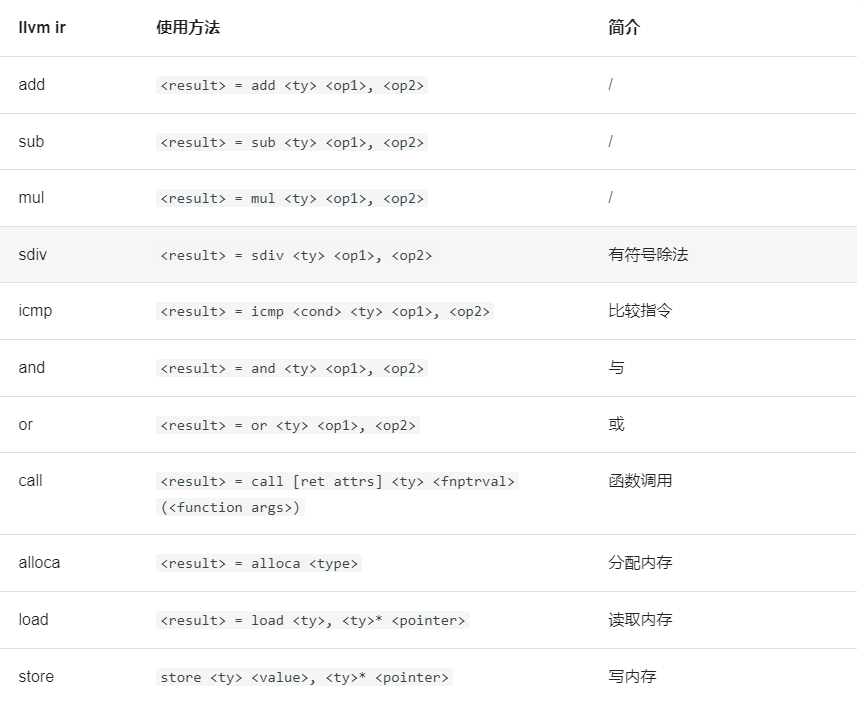 llvm ir 使用方法 简介
add <result> = add <ty> <op1>, <op2> /
sub <result> = sub <ty> <op1>, <op2> /
mul <result> = mul <ty> <op1>, <op2> /
sdiv <result> = sdiv <ty> <op1>, <op2> 有符号除法
icmp <result> = icmp <cond> <ty> <op1>, <op2> 比较指令
and <result> = and <ty> <op1>, <op2> 与
or <result> = or <ty> <op1>, <op2> 或
call <result> = call [ret attrs] <ty> <fnptrval> 函数调用
(<function args>)
alloca <result> = alloca <type> 分配内存
load <result> = load <ty>, <ty>* <pointer> 读取内存
store store <ty> <value>, <ty>* <pointer> 写内存